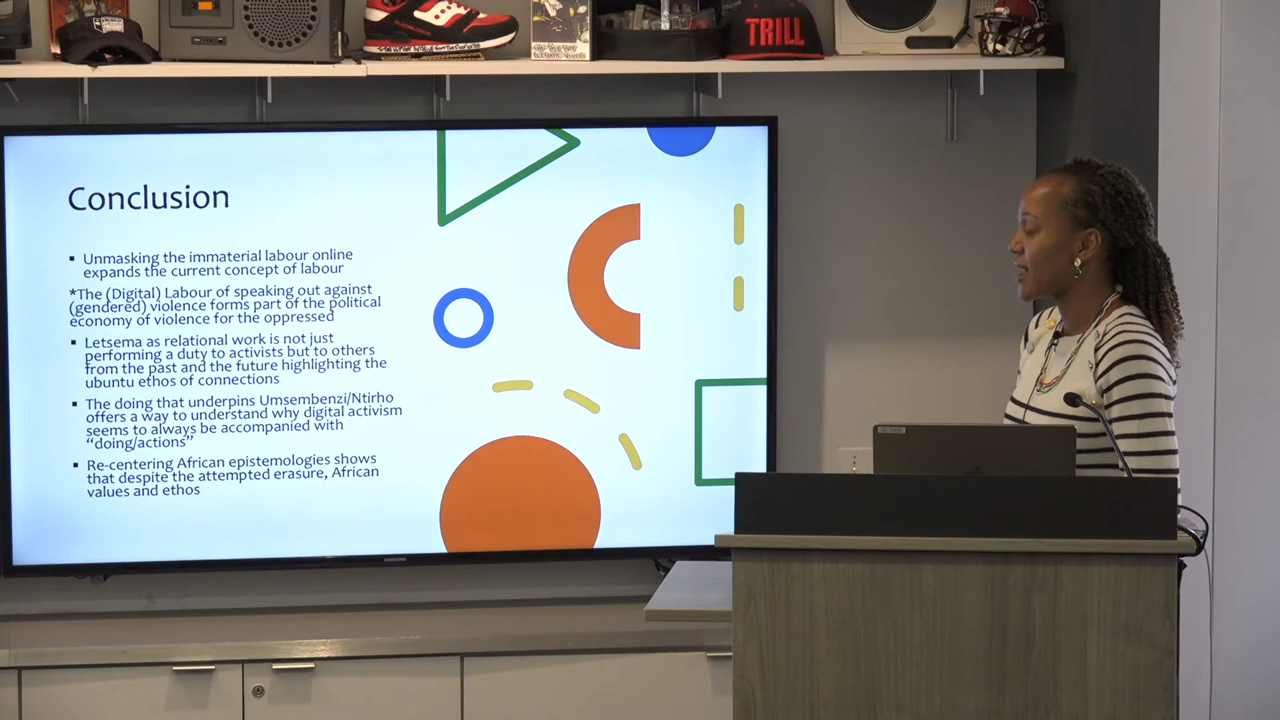 TRILL
Conclusion
▪ Unmasking the immaterial labour online
expands the current concept of labour
*The (Digital) Labour of speaking out against
(gendered) violence forms part of the political
economy of violence for the oppressed
▪ Letsema as relational work is not just
performing a duty to activists but to others
from the past and the future highlighting the
ubuntu ethos of connections
▪ The doing that underpins Umsembenzi/Ntirho
offers a way to understand why digital activism
seems to always be accompanied with
“doing/actions”
▪ Re-centering African epistemologies shows
that despite the attempted erasure, African
values and ethos
SAMSUNG